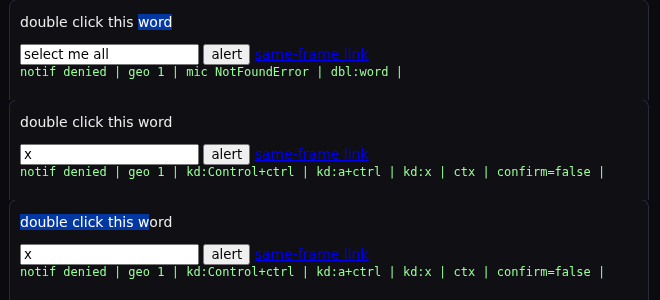 double click this word
select me all alert same-frame link
notif denied | geo 1 | mic NotFoundError | dbl:word |
double click this word
x alert same-frame link
notif denied | geo 1 | kd:Control+ctrl | kd:a+ctrl | kd:x | ctx | confirm=false |
double click this word
x alert same-frame link
notif denied | geo 1 | kd:Control+ctrl | kd:a+ctrl | kd:x | ctx | confirm=false |